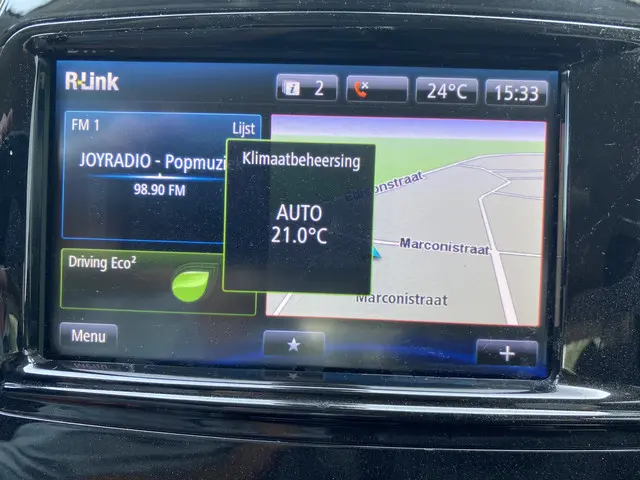 R-Link
2
24°C
15:33
FM 1
Lijst
JOYRADIO - Popmuzi
98.90 FM
Klimaatbeheersing
AUTO
21.0°C
Marconistraat
Driving Eco²
Marconistraat
Menu